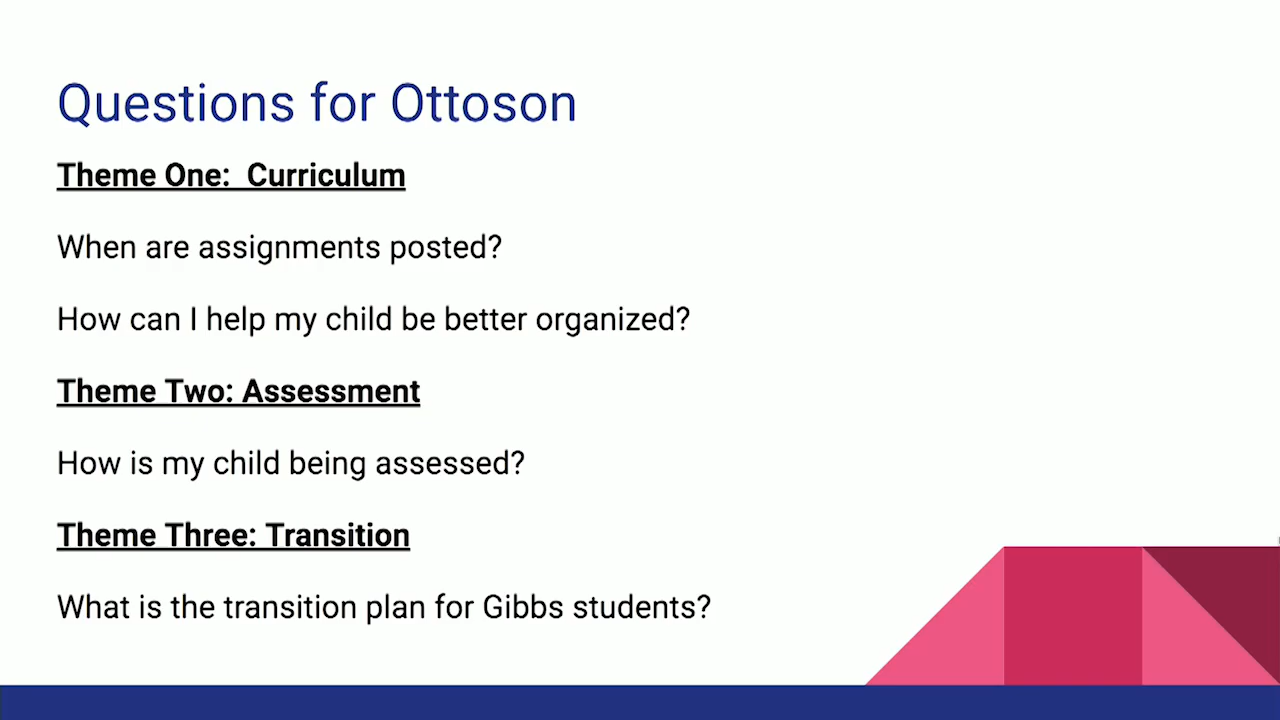 Questions for Ottoson
Theme One:  Curriculum
When are assignments posted?
How can I help my child be better organized?
Theme Two: Assessment
How is my child being assessed?
Theme Three: Transition
What is the transition plan for Gibbs students?